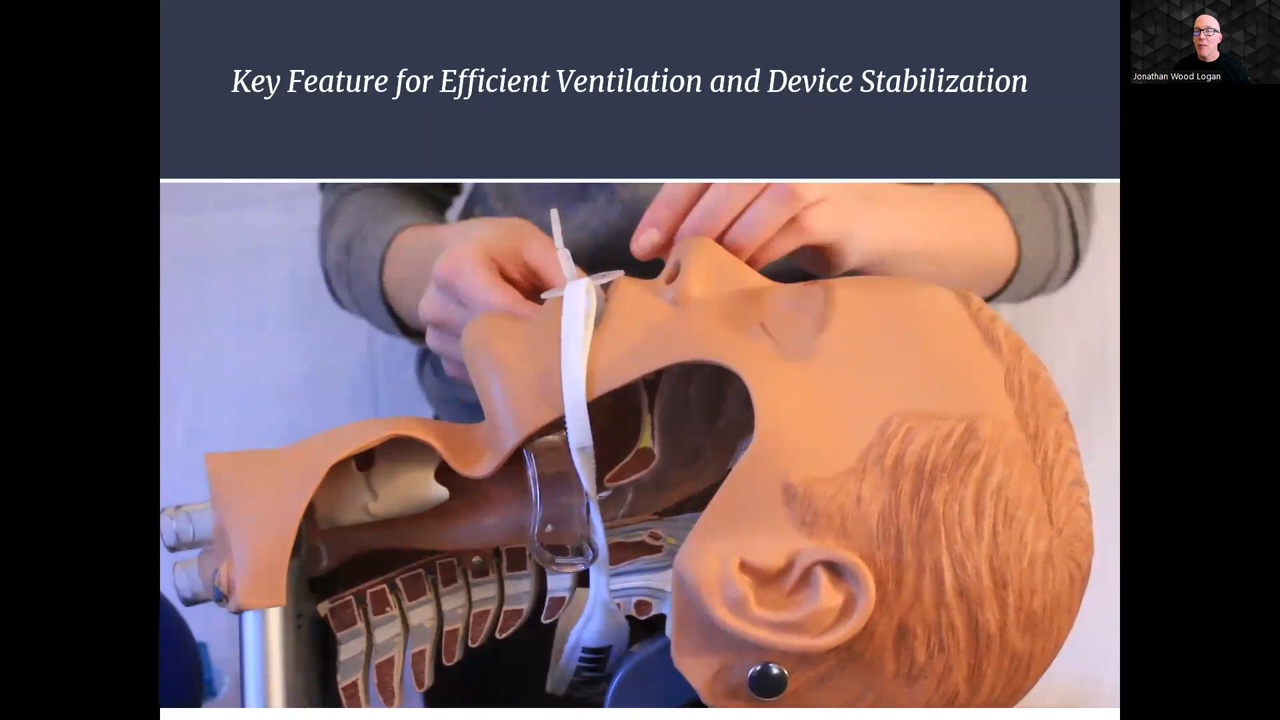 Key Feature for Efficient Ventilation and Device Stabilization
Jonathan Wood Logan